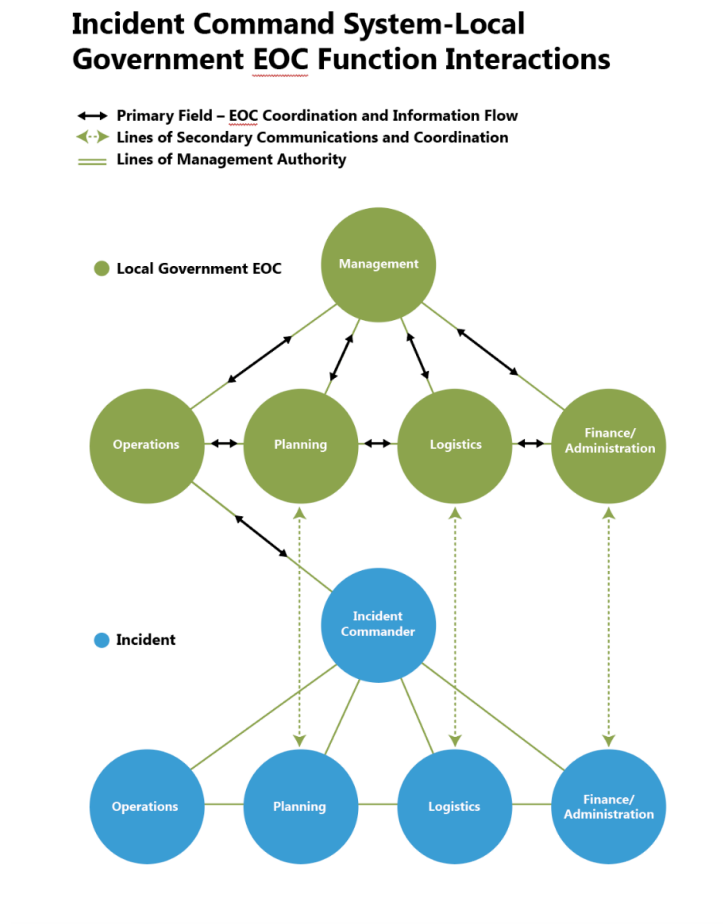 Incident Command System-Local
Government EOC Function Interactions
Primary Field – EOC Coordination and Information Flow
Lines of Secondary Communications and Coordination
Lines of Management Authority
Local Government EOC
Management
Operations
Planning
Logistics
Finance/
Administration
Incident
Commander
Incident
Operations
Planning
Logistics
Finance/
Administration